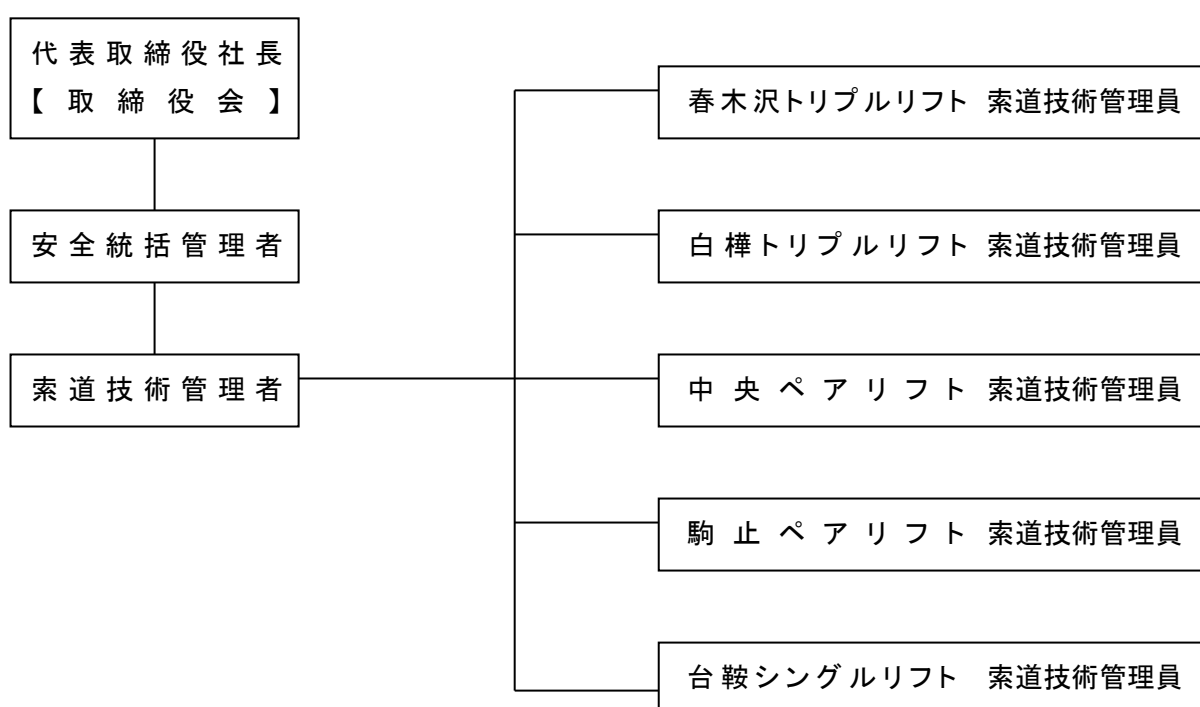 代表取締役社長
【取締役会】
安全統括管理者
索道技術管理者
春木沢トリプルリフト 索道技術管理員
白樺トリプルリフト 索道技術管理員
中央ペアリフト 索道技術管理員
駒止ペアリフト 索道技術管理員
台鞍シングルリフト 索道技術管理員